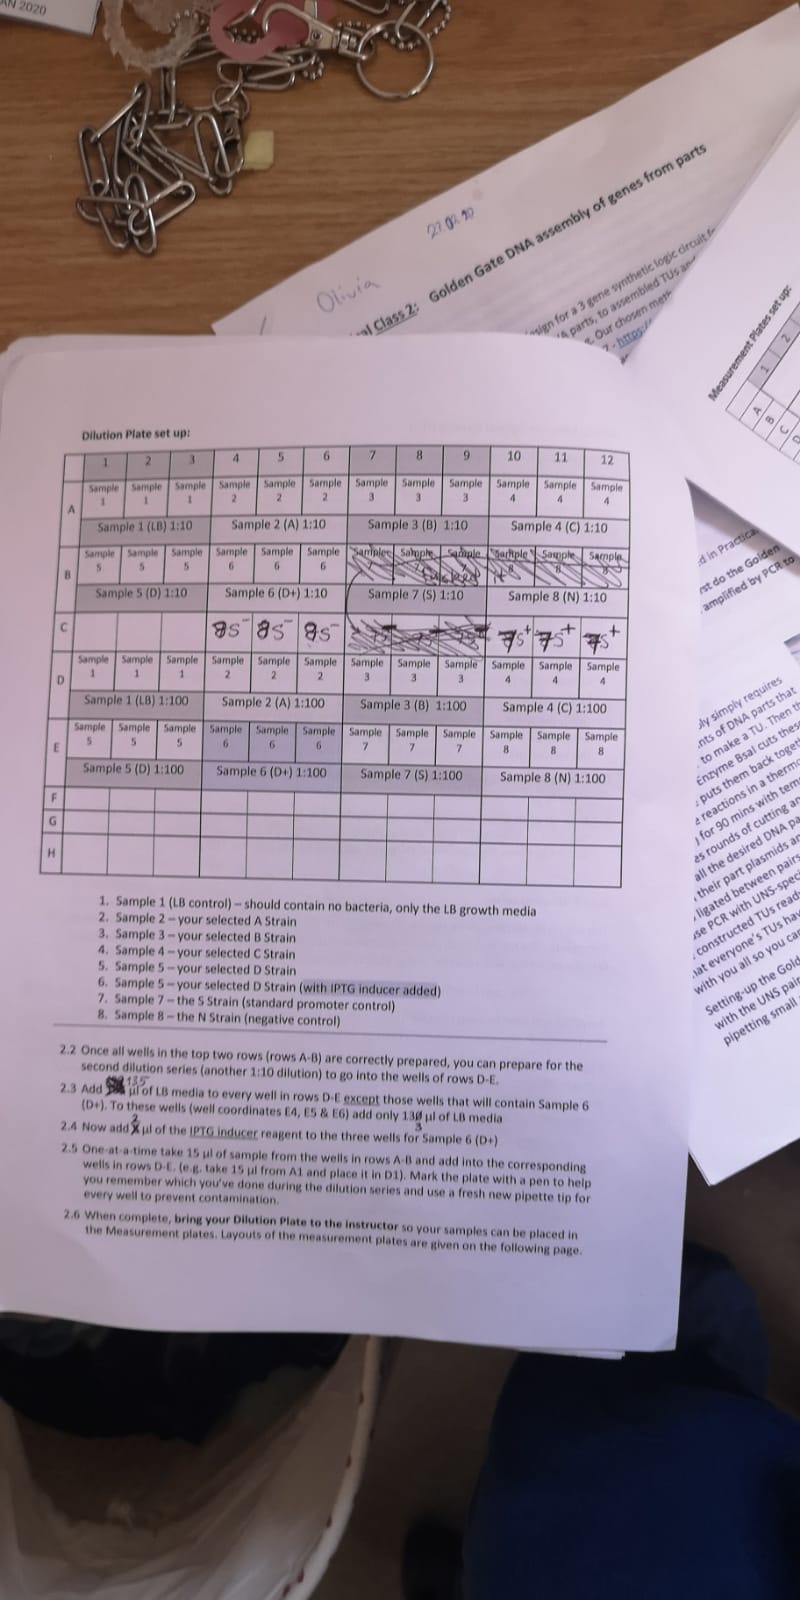 AN 2020
27.02.20
Olivia
al Class 2: Golden Gate DNA assembly of genes from parts
sign for a 3 gene synthetic logic circuit
A parts, to assembled TUs and
Our chosen
https:/
Measurement Plates set up:
1 2
A
B
C
D
Dilution Plate set up:
1 2 3 4 5 6 7 8 9 10 11 12
A
Sample 1 Sample 1 Sample 1 Sample 2 Sample 2 Sample 2 Sample 3 Sample 3 Sample 3 Sample 4 Sample 4 Sample 4
Sample 1 (LB) 1:10 Sample 2 (A) 1:10 Sample 3 (B) 1:10 Sample 4 (C) 1:10
B
Sample 5 Sample 5 Sample 5 Sample 6 Sample 6 Sample 6 Sample 7 Sample 7 Sample 7 Sample 8 Sample 8 Sample 8
fucked it
Sample 5 (D) 1:10 Sample 6 (D+) 1:10 Sample 7 (S) 1:10 Sample 8 (N) 1:10
C
8S⁻ 8S⁻ 8S⁻ 7S⁺ 7S⁺ 7S⁺
D
Sample 1 Sample 1 Sample 1 Sample 2 Sample 2 Sample 2 Sample 3 Sample 3 Sample 3 Sample 4 Sample 4 Sample 4
Sample 1 (LB) 1:100 Sample 2 (A) 1:100 Sample 3 (B) 1:100 Sample 4 (C) 1:100
E
Sample 5 Sample 5 Sample 5 Sample 6 Sample 6 Sample 6 Sample 7 Sample 7 Sample 7 Sample 8 Sample 8 Sample 8
Sample 5 (D) 1:100 Sample 6 (D+) 1:100 Sample 7 (S) 1:100 Sample 8 (N) 1:100
F
G
H
1. Sample 1 (LB control) – should contain no bacteria, only the LB growth media
2. Sample 2 – your selected A Strain
3. Sample 3 – your selected B Strain
4. Sample 4 – your selected C Strain
5. Sample 5 – your selected D Strain
6. Sample 5 – your selected D Strain (with IPTG inducer added)
7. Sample 7 – the S Strain (standard promoter control)
8. Sample 8 – the N Strain (negative control)
2.2 Once all wells in the top two rows (rows A-B) are correctly prepared, you can prepare for the
second dilution series (another 1:10 dilution) to go into the wells of rows D-E.
2.3 Add 135 µl of LB media to every well in rows D-E except those wells that will contain Sample 6
(D+). To these wells (well coordinates E4, E5 & E6) add only 133 µl of LB media
2.4 Now add 2 µl of the IPTG inducer reagent to the three wells for Sample 6 (D+)
2.5 One-at-a-time take 15 µl of sample from the wells in rows A-B and add into the corresponding
wells in rows D-E. (e.g. take 15 µl from A1 and place it in D1). Mark the plate with a pen to help
you remember which you've done during the dilution series and use a fresh new pipette tip for
every well to prevent contamination.
2.6 When complete, bring your Dilution Plate to the instructor so your samples can be placed in
the Measurement plates. Layouts of the measurement plates are given on the following page.
d in Practica
rst do the Golden
amplified by PCR to
ly simply requires
nts of DNA parts that
to make a TU. Then th
Enzyme BsaI cuts thes
puts them back toget
reactions in a therm
for 90 mins with tem
es rounds of cutting an
all the desired DNA pa
their part plasmids ar
ligated between pairs
se PCR with UNS-speci
constructed TUs read
at everyone's TUs hav
with you all so you can
Setting-up the Gold
with the UNS pair
pipetting small